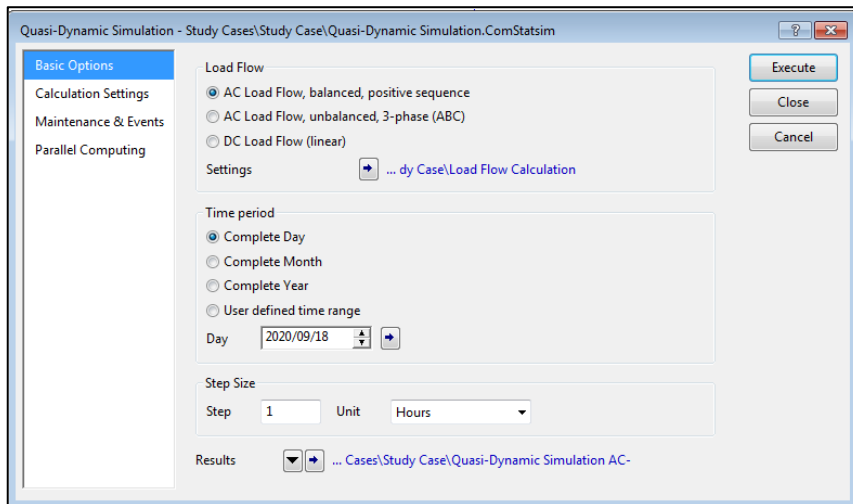 Quasi-Dynamic Simulation - Study Cases\Study Case\Quasi-Dynamic Simulation.ComStatsim
Basic Options
Calculation Settings
Maintenance & Events
Parallel Computing
Load Flow
AC Load Flow, balanced, positive sequence
AC Load Flow, unbalanced, 3-phase (ABC)
DC Load Flow (linear)
Settings ... dy Case\Load Flow Calculation
Time period
Complete Day
Complete Month
Complete Year
User defined time range
Day 2020/09/18
Step Size
Step 1 Unit Hours
Results ... Cases\Study Case\Quasi-Dynamic Simulation AC-
Execute
Close
Cancel